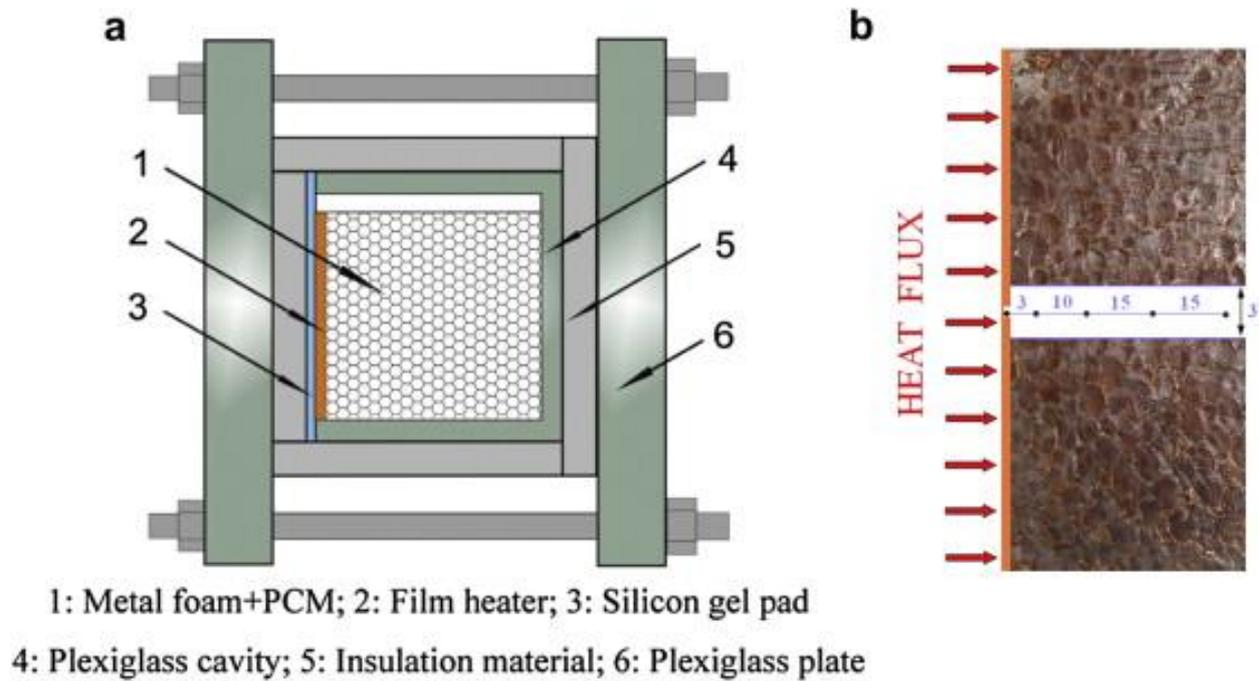 a
b
1
2
3
4
5
6
HEAT FLUX
3 10 15 15 3
1: Metal foam+PCM; 2: Film heater; 3: Silicon gel pad
4: Plexiglass cavity; 5: Insulation material; 6: Plexiglass plate